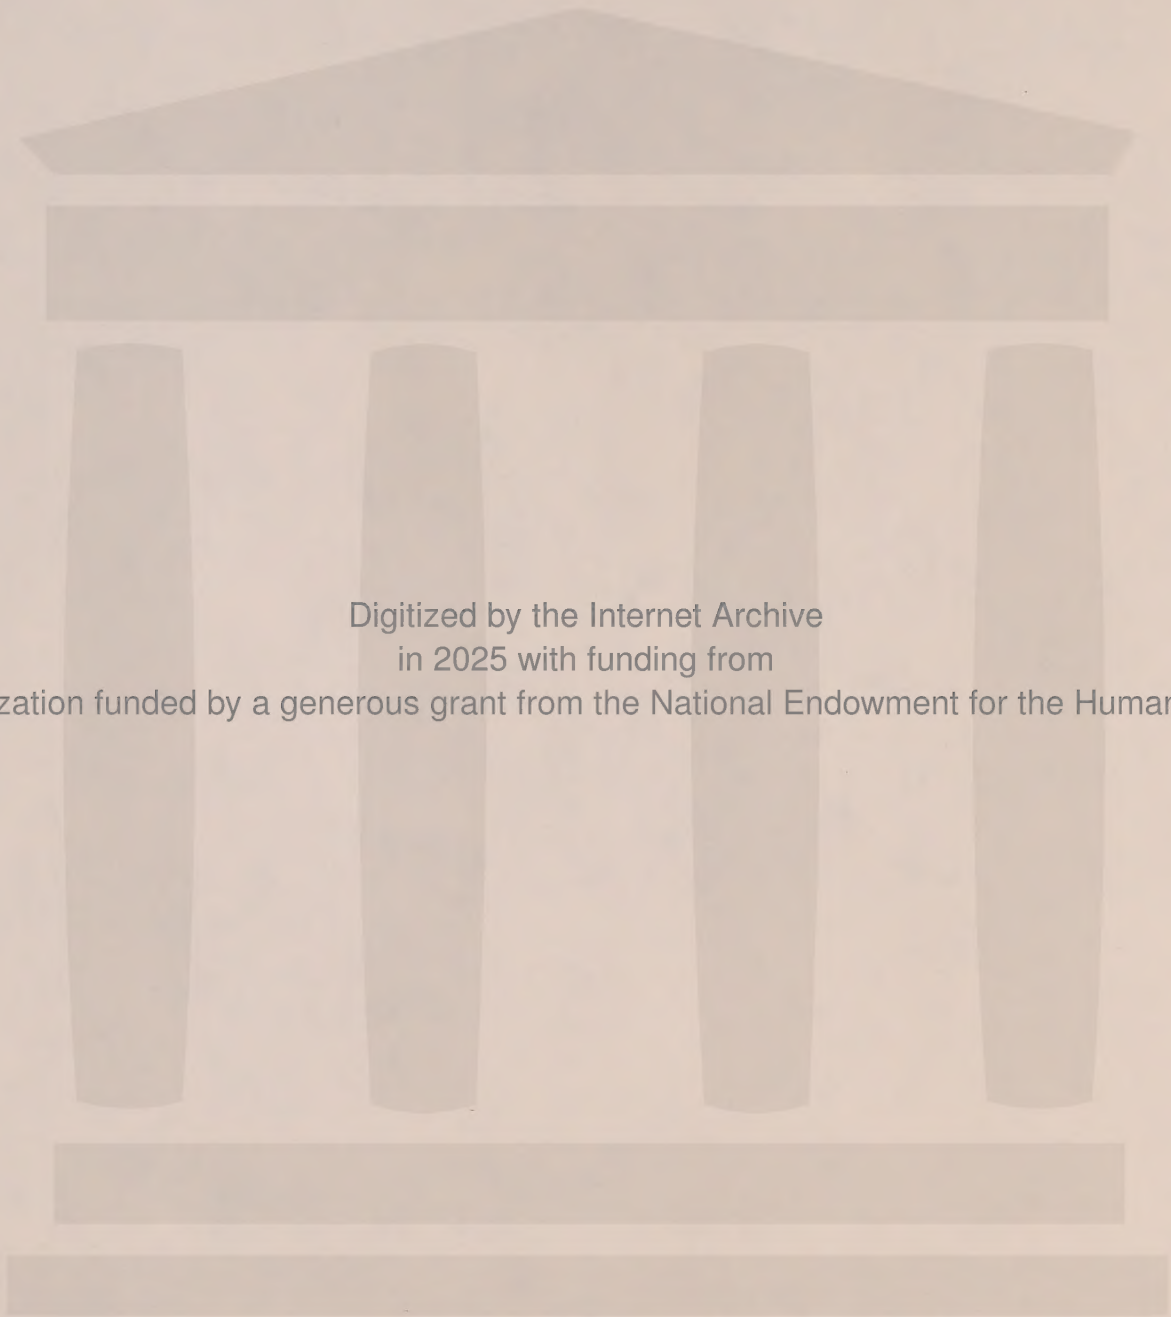 Digitized by the Internet Archive
in 2025 with funding from
zation funded by a generous grant from the National Endowment for the Human